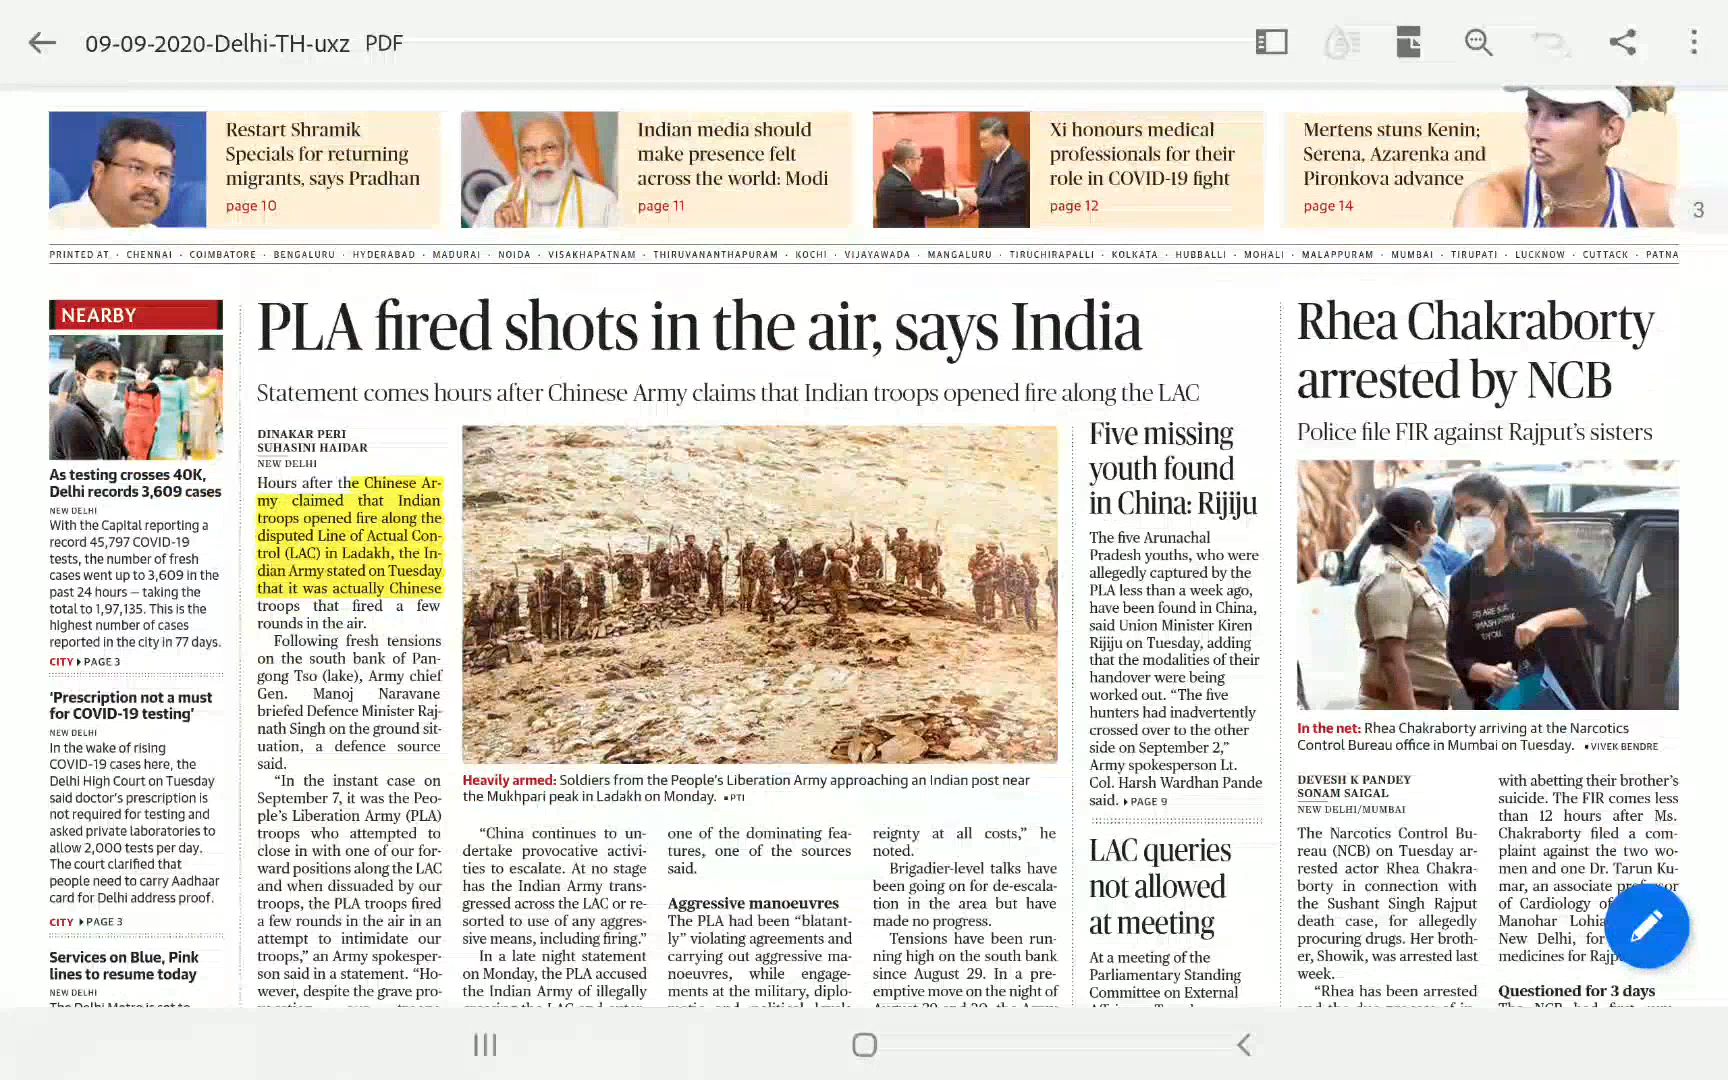 09-09-2020-Delhi-TH-uxz PDF
Restart Shramik
Specials for returning
migrants, says Pradhan
page 10
Indian media should
make presence felt
across the world: Modi
page 11
Xi honours medical
professionals for their
role in COVID-19 fight
page 12
Mertens stuns Kenin;
Serena, Azarenka and
Pironkova advance
page 14
3
PRINTED AT · CHENNAI · COIMBATORE · BENGALURU · HYDERABAD · MADURAI · NOIDA · VISAKHAPATNAM · THIRUVANANTHAPURAM · KOCHI · VIJAYAWADA · MANGALURU · TIRUCHIRAPALLI · KOLKATA · HUBBALLI · MOHALI · MALAPPURAM · MUMBAI · TIRUPATI · LUCKNOW · CUTTACK · PATNA
NEARBY
As testing crosses 40K,
Delhi records 3,609 cases
NEW DELHI
With the Capital reporting a
record 45,797 COVID-19
tests, the number of fresh
cases went up to 3,609 in the
past 24 hours — taking the
total to 1,97,135. This is the
highest number of cases
reported in the city in 77 days.
CITY PAGE 3
'Prescription not a must
for COVID-19 testing'
NEW DELHI
In the wake of rising
COVID-19 cases here, the
Delhi High Court on Tuesday
said doctor's prescription is
not required for testing and
asked private laboratories to
allow 2,000 tests per day.
The court clarified that
people need to carry Aadhaar
card for Delhi address proof.
CITY PAGE 3
Services on Blue, Pink
lines to resume today
NEW DELHI
The Delhi Metro is set to
PLA fired shots in the air, says India
Statement comes hours after Chinese Army claims that Indian troops opened fire along the LAC
DINAKAR PERI
SUHASINI HAIDAR
NEW DELHI
Hours after the Chinese Ar-
my claimed that Indian
troops opened fire along the
disputed Line of Actual Con-
trol (LAC) in Ladakh, the In-
dian Army stated on Tuesday
that it was actually Chinese
troops that fired a few
rounds in the air.
Following fresh tensions
on the south bank of Pan-
gong Tso (lake), Army chief
Gen. Manoj Naravane
briefed Defence Minister Raj-
nath Singh on the ground sit-
uation, a defence source
said.
"In the instant case on
September 7, it was the Peo-
ple's Liberation Army (PLA)
troops who attempted to
close in with one of our for-
ward positions along the LAC
and when dissuaded by our
troops, the PLA troops fired
a few rounds in the air in an
attempt to intimidate our
troops," an Army spokesper-
son said in a statement. "Ho-
wever, despite the grave pro-
Heavily armed: Soldiers from the People's Liberation Army approaching an Indian post near
the Mukhpari peak in Ladakh on Monday. ▪ PTI
"China continues to un-
dertake provocative activi-
ties to escalate. At no stage
has the Indian Army trans-
gressed across the LAC or re-
sorted to use of any aggres-
sive means, including firing."
In a late night statement
on Monday, the PLA accused
the Indian Army of illegally
one of the dominating fea-
tures, one of the sources
said.
Aggressive manoeuvres
The PLA had been "blatant-
ly" violating agreements and
carrying out aggressive ma-
noeuvres, while engage-
ments at the military, diplo-
reignty at all costs," he
noted.
Brigadier-level talks have
been going on for de-escala-
tion in the area but have
made no progress.
Tensions have been run-
ning high on the south bank
since August 29. In a pre-
emptive move on the night of
Five missing
youth found
in China: Rijiju
The five Arunachal
Pradesh youths, who were
allegedly captured by the
PLA less than a week ago,
have been found in China,
said Union Minister Kiren
Rijiju on Tuesday, adding
that the modalities of their
handover were being
worked out. "The five
hunters had inadvertently
crossed over to the other
side on September 2,"
Army spokesperson Lt.
Col. Harsh Wardhan Pande
said. PAGE 9
LAC queries
not allowed
at meeting
At a meeting of the
Parliamentary Standing
Committee on External
Rhea Chakraborty
arrested by NCB
Police file FIR against Rajput's sisters
In the net: Rhea Chakraborty arriving at the Narcotics
Control Bureau office in Mumbai on Tuesday. ▪ VIVEK BENDRE
DEVESH K PANDEY
SONAM SAIGAL
NEW DELHI/MUMBAI
The Narcotics Control Bu-
reau (NCB) on Tuesday ar-
rested actor Rhea Chakra-
borty in connection with
the Sushant Singh Rajput
death case, for allegedly
procuring drugs. Her broth-
er, Showik, was arrested last
week.
"Rhea has been arrested
with abetting their brother's
suicide. The FIR comes less
than 12 hours after Ms.
Chakraborty filed a com-
plaint against the two wo-
men and one Dr. Tarun Ku-
mar, an associate
of Cardiology
Manohar
New Delhi, for
medicines for
Questioned for 3 days